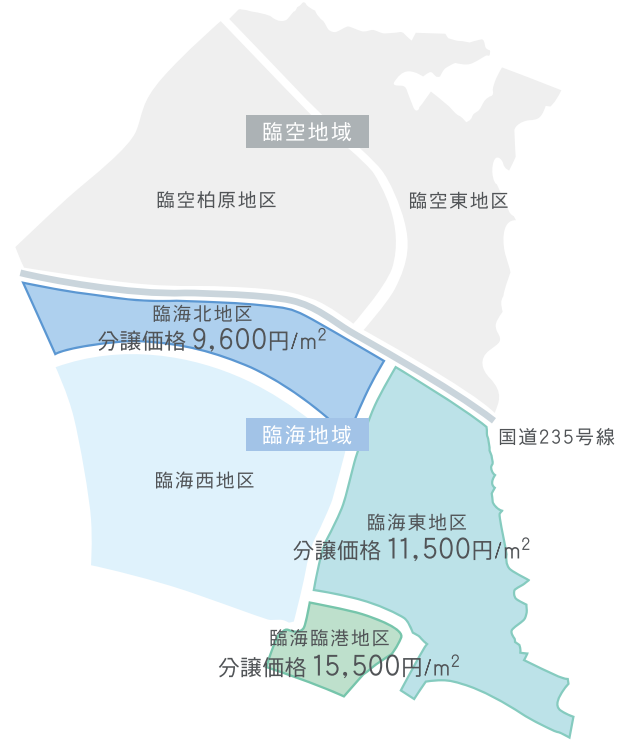 臨空地域
臨空柏原地区
臨空東地区
臨海北地区
分譲価格 9,600円/m²
臨海地域
国道235号線
臨海西地区
臨海東地区
分譲価格 11,500円/m²
臨海臨港地区
分譲価格 15,500円/m²